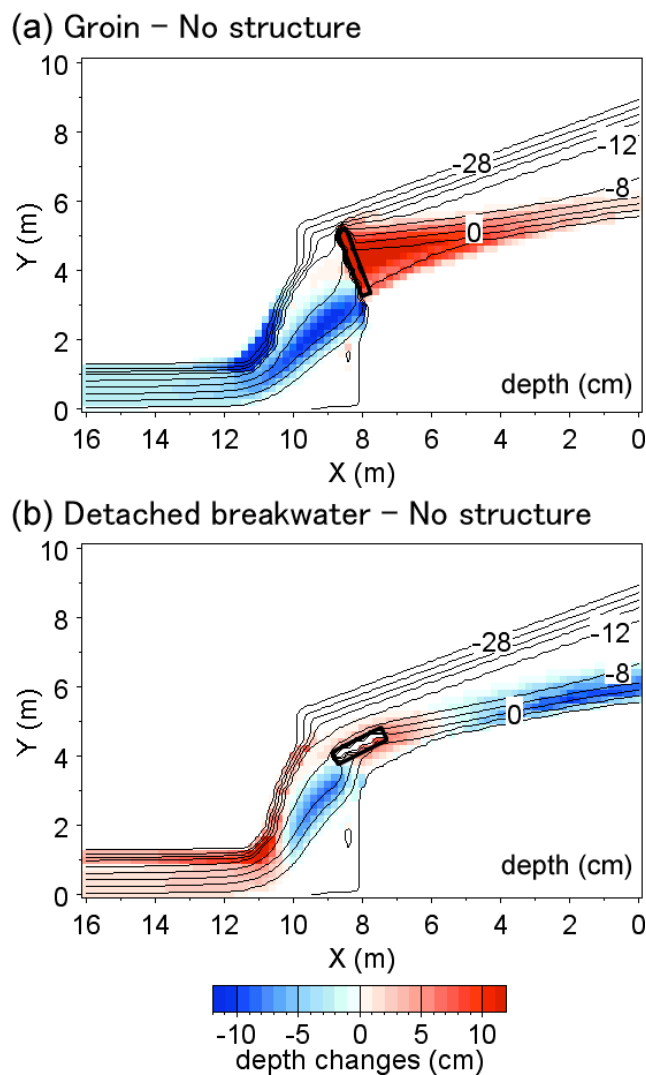 (a) Groin - No structure
10
8
6
4
2
0
Y (m)
-28
-12
-8
0
depth (cm)
16 14 12 10 8 6 4 2 0
X (m)
(b) Detached breakwater - No structure
10
8
6
4
2
0
Y (m)
-28
-12
-8
0
depth (cm)
16 14 12 10 8 6 4 2 0
X (m)
-10 -5 0 5 10
depth changes (cm)